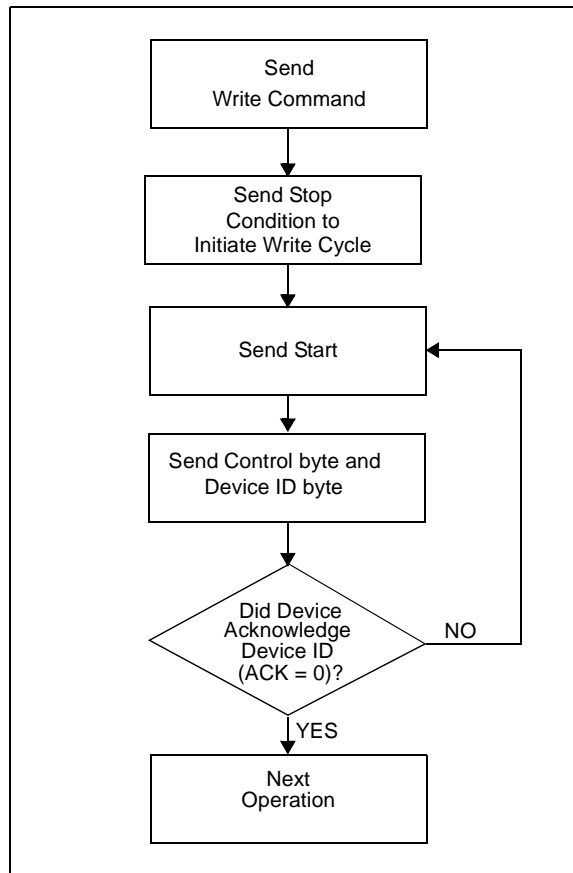 Send
Write Command
Send Stop
Condition to
Initiate Write Cycle
Send Start
Send Control byte and
Device ID byte
Did Device
Acknowledge
Device ID
(ACK = 0)?
NO
YES
Next
Operation